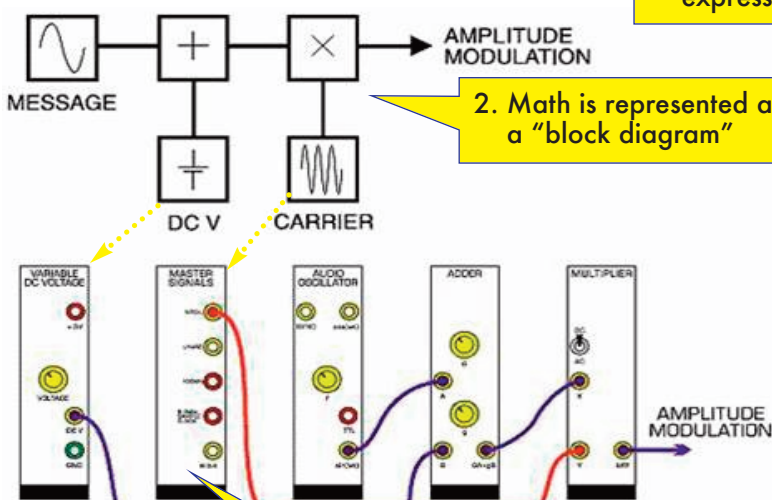 express
AMPLITUDE
MODULATION
MESSAGE
2. Math is represented a
a “block diagram”
DC V
CARRIER
VARIABLE
DC VOLTAGE
MASTER
SIGNALS
AUDIO
OSCILLATOR
ADDER
MULTIPLIER
DC
AC
VOLTAGE
F
G
A
X
TTL
g
DC V
GND
B
GA+gB
Y
AMPLITUDE
MODULATION